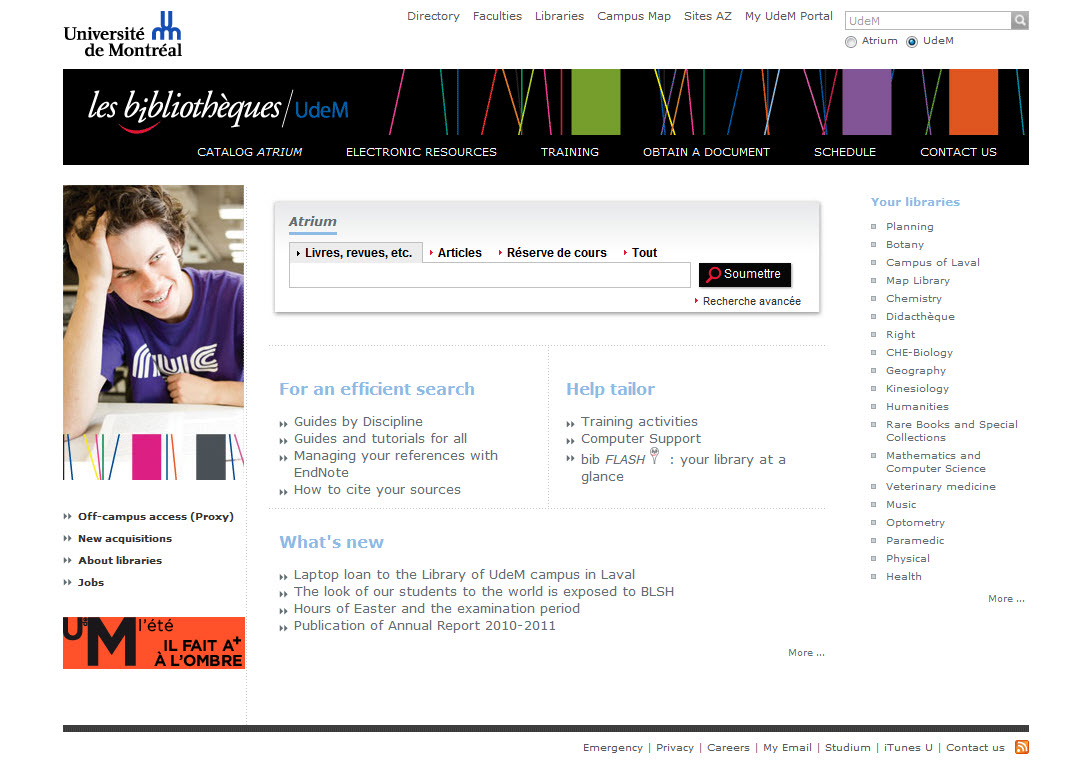 Université de Montréal
Directory Faculties Libraries Campus Map Sites AZ My UdeM Portal
UdeM
Atrium UdeM
les bibliothèques/UdeM
CATALOG ATRIUM ELECTRONIC RESOURCES TRAINING OBTAIN A DOCUMENT SCHEDULE CONTACT US
Off-campus access (Proxy)
New acquisitions
About libraries
Jobs
UdeM l'été
IL FAIT A+
À L'OMBRE
Atrium
Livres, revues, etc. Articles Réserve de cours Tout
Soumettre
Recherche avancée
For an efficient search
Guides by Discipline
Guides and tutorials for all
Managing your references with
EndNote
How to cite your sources
Help tailor
Training activities
Computer Support
bib FLASH : your library at a
glance
What's new
Laptop loan to the Library of UdeM campus in Laval
The look of our students to the world is exposed to BLSH
Hours of Easter and the examination period
Publication of Annual Report 2010-2011
More ...
Your libraries
Planning
Botany
Campus of Laval
Map Library
Chemistry
Didacthèque
Right
CHE-Biology
Geography
Kinesiology
Humanities
Rare Books and Special
Collections
Mathematics and
Computer Science
Veterinary medicine
Music
Optometry
Paramedic
Physical
Health
More ...
Emergency | Privacy | Careers | My Email | Studium | iTunes U | Contact us